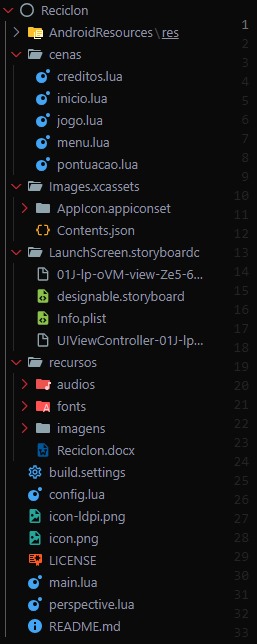 Reciclon
AndroidResources\res
cenas
creditos.lua
inicio.lua
jogo.lua
menu.lua
pontuacao.lua
Images.xcassets
AppIcon.appiconset
Contents.json
LaunchScreen.storyboardc
01J-lp-oVM-view-Ze5-6...
designable.storyboard
Info.plist
UIViewController-01J-lp...
recursos
audios
fonts
imagens
Reciclon.docx
build.settings
config.lua
icon-ldpi.png
icon.png
LICENSE
main.lua
perspective.lua
README.md
1
2
3
4
5
6
7
8
9
10
11
12
13
14
15
16
17
18
19
20
21
22
23
24
25
26
27
28
29
30
31
32
33